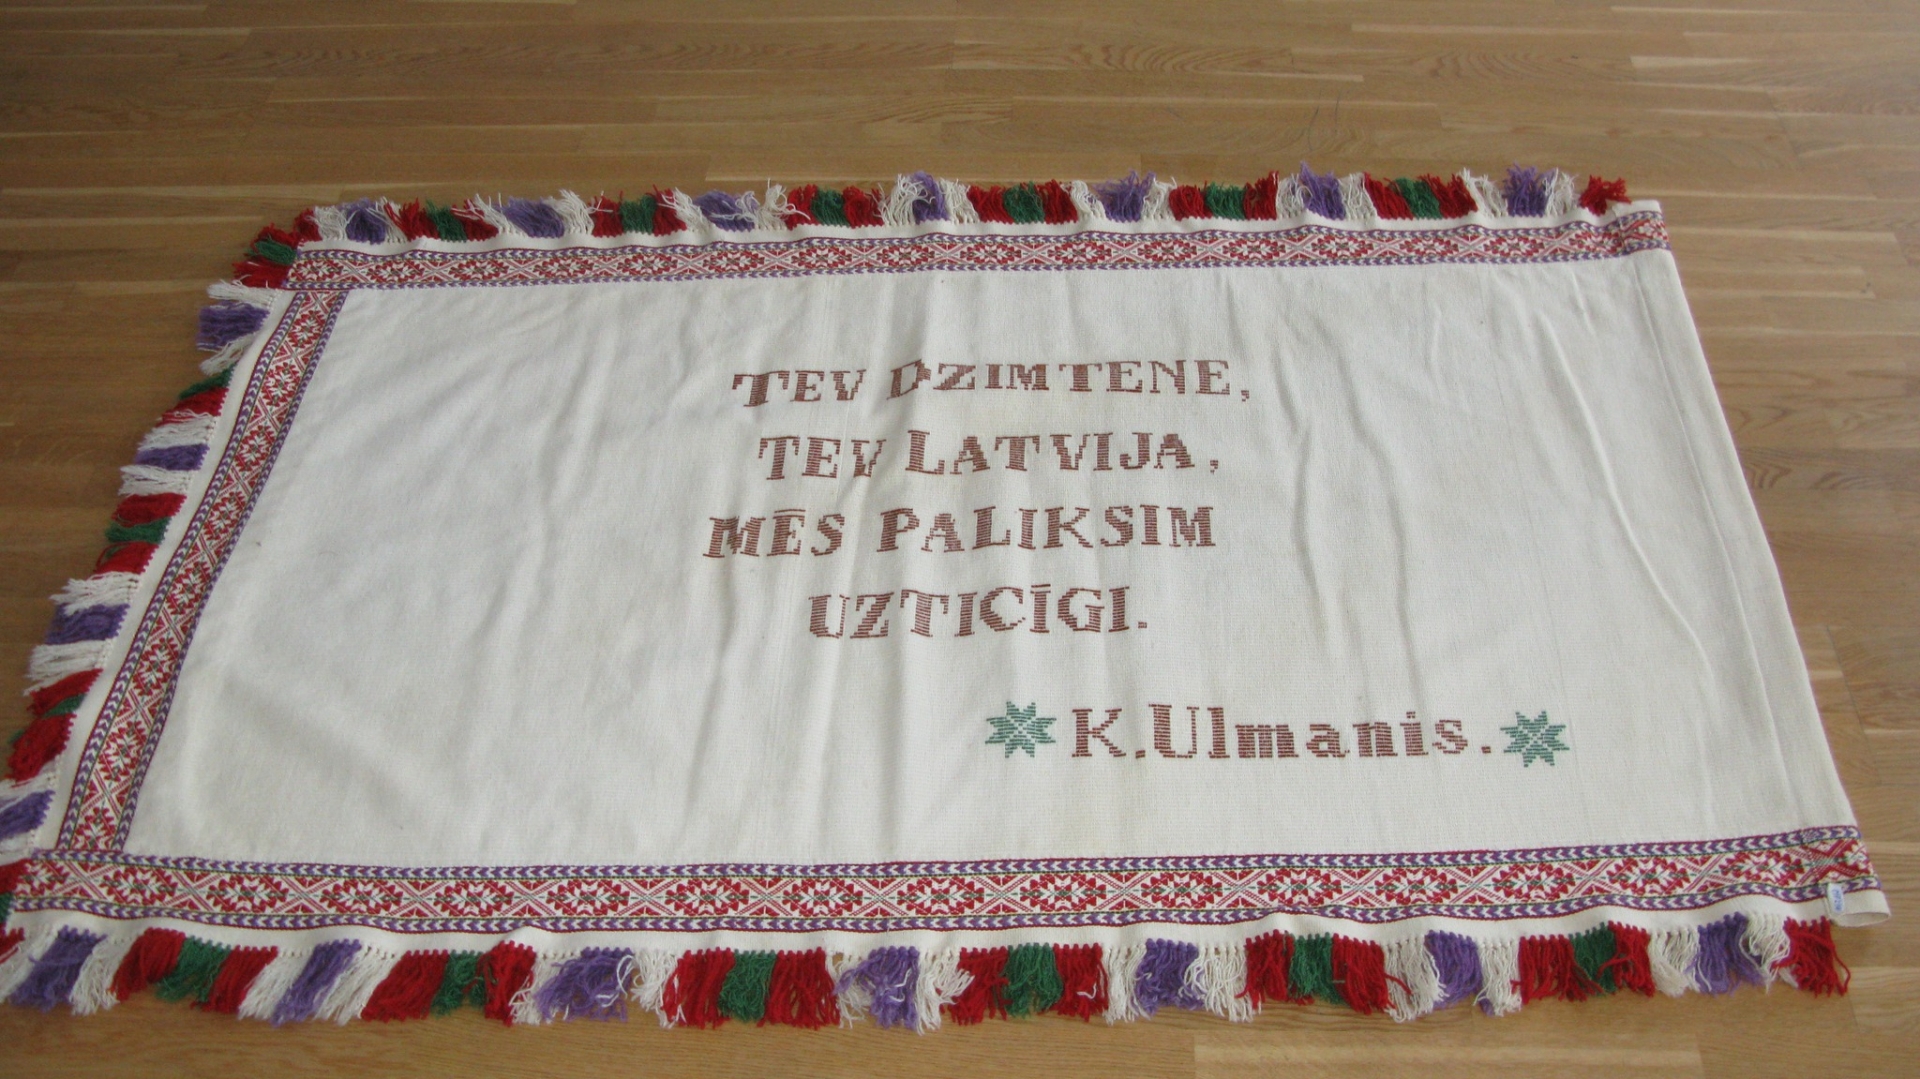 TEV DZIMTENE,
TEV LATVIJA,
MĒS PALIKSIM
UZTICĪGI.
K.Ulmanis.